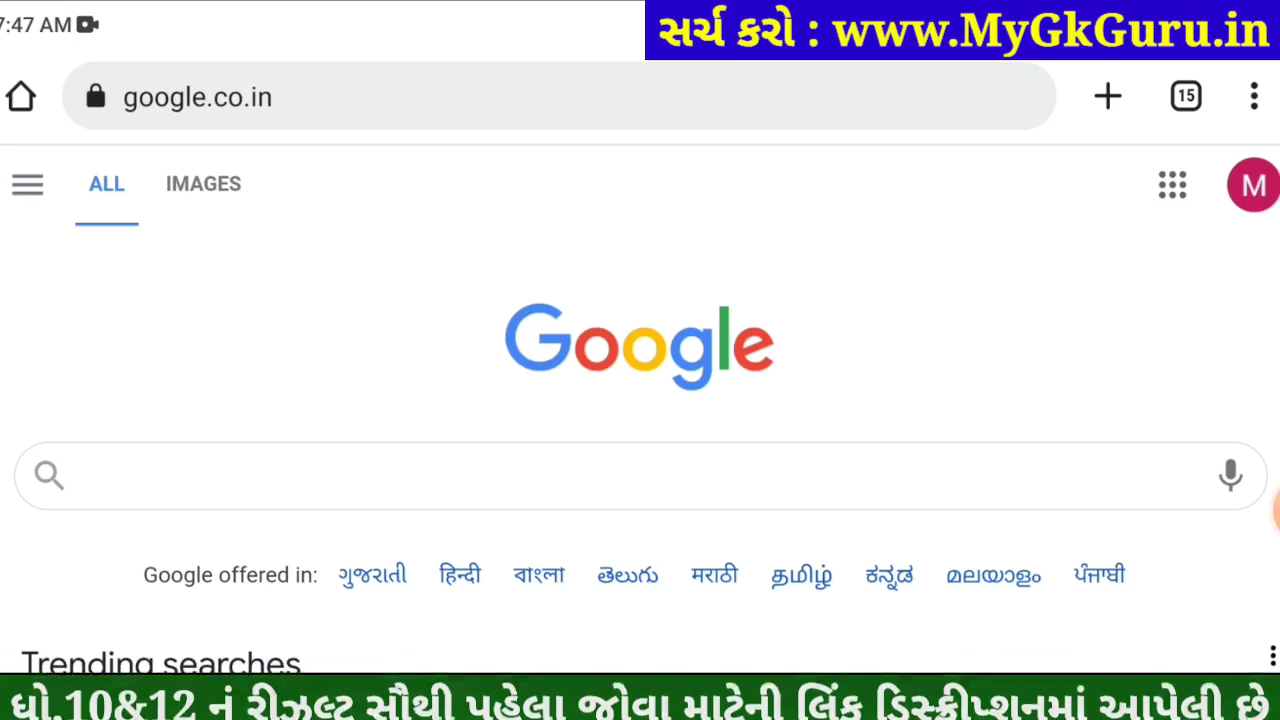 7:47 AM
સર્ચ કરો : www.MyGkGuru.in
google.co.in
15
ALL IMAGES
M
Google
Google offered in: ગુજરાતી हिन्दी বাংলা తెలుగు मराठी தமிழ் ಕನ್ನಡ മലയാളം ਪੰਜਾਬੀ
Trending searches
ધો.10&12 નું રીઝલ્ટ સૌથી પહેલા જોવા માટેની લિંક ડિસ્ક્રીપ્શનમાં આપેલી છે